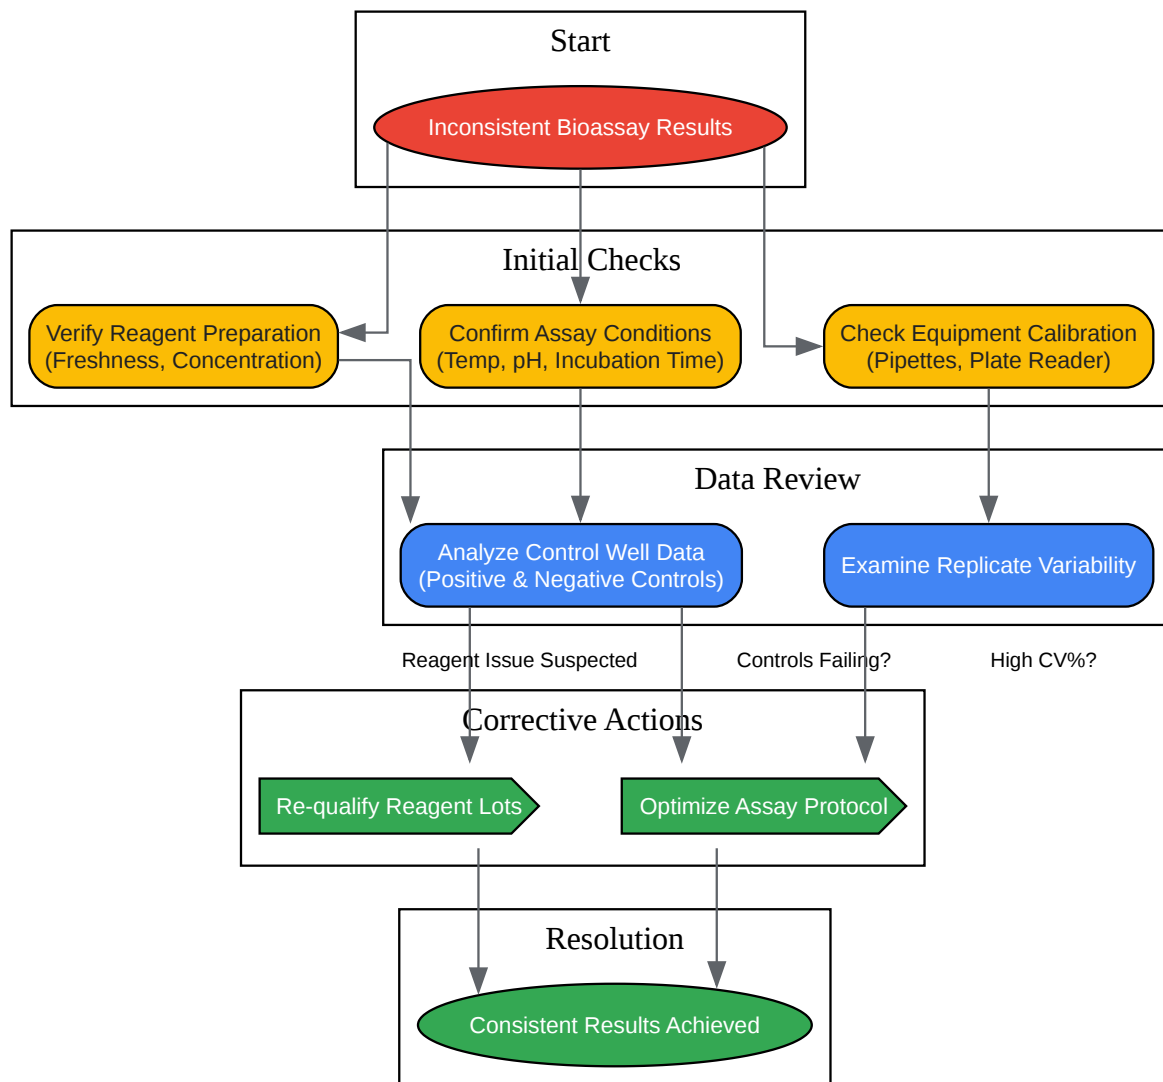 Start
Inconsistent Bioassay Results
Initial Checks
Verify Reagent Preparation
(Freshness, Concentration)
Confirm Assay Conditions
(Temp, pH, Incubation Time)
Check Equipment Calibration
(Pipettes, Plate Reader)
Data Review
Analyze Control Well Data
(Positive & Negative Controls)
Examine Replicate Variability
Reagent Issue Suspected
Controls Failing?
High CV%?
Corrective Actions
Re-qualify Reagent Lots
Optimize Assay Protocol
Resolution
Consistent Results Achieved